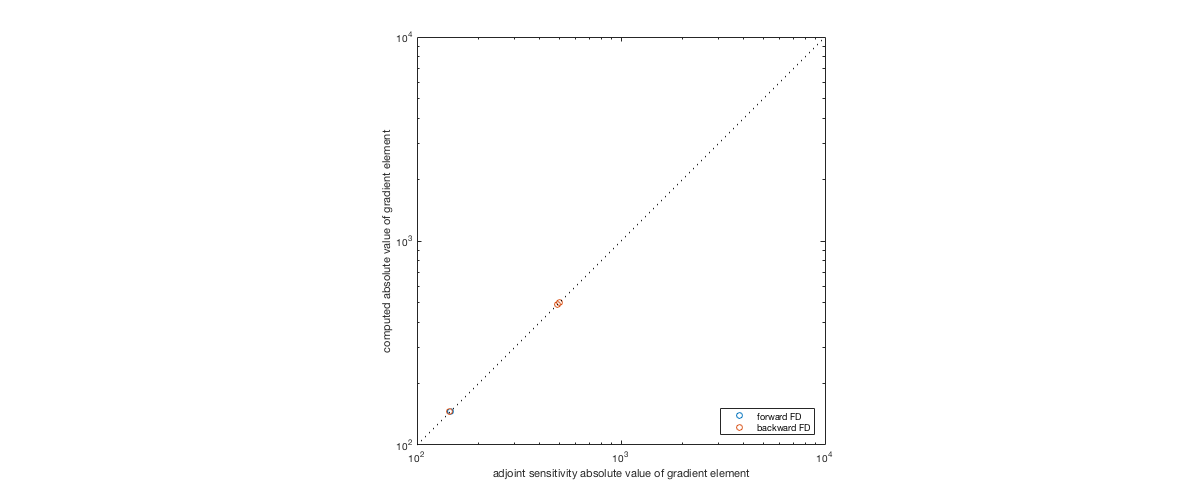 10^4
10^3
10^2
10^2
10^3
10^4
computed absolute value of gradient element
adjoint sensitivity absolute value of gradient element
forward FD
backward FD